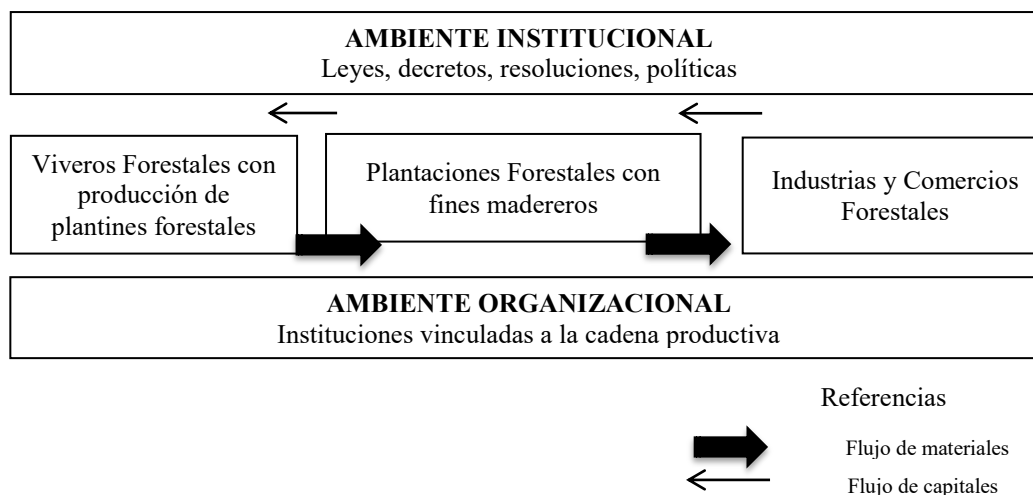 AMBIENTE INSTITUCIONAL
Leyes, decretos, resoluciones, políticas
Viveros Forestales con
producción de
plantines forestales
Plantaciones Forestales con
fines madereros
Industrias y Comercios
Forestales
AMBIENTE ORGANIZACIONAL
Instituciones vinculadas a la cadena productiva
Referencias
Flujo de materiales
Flujo de capitales